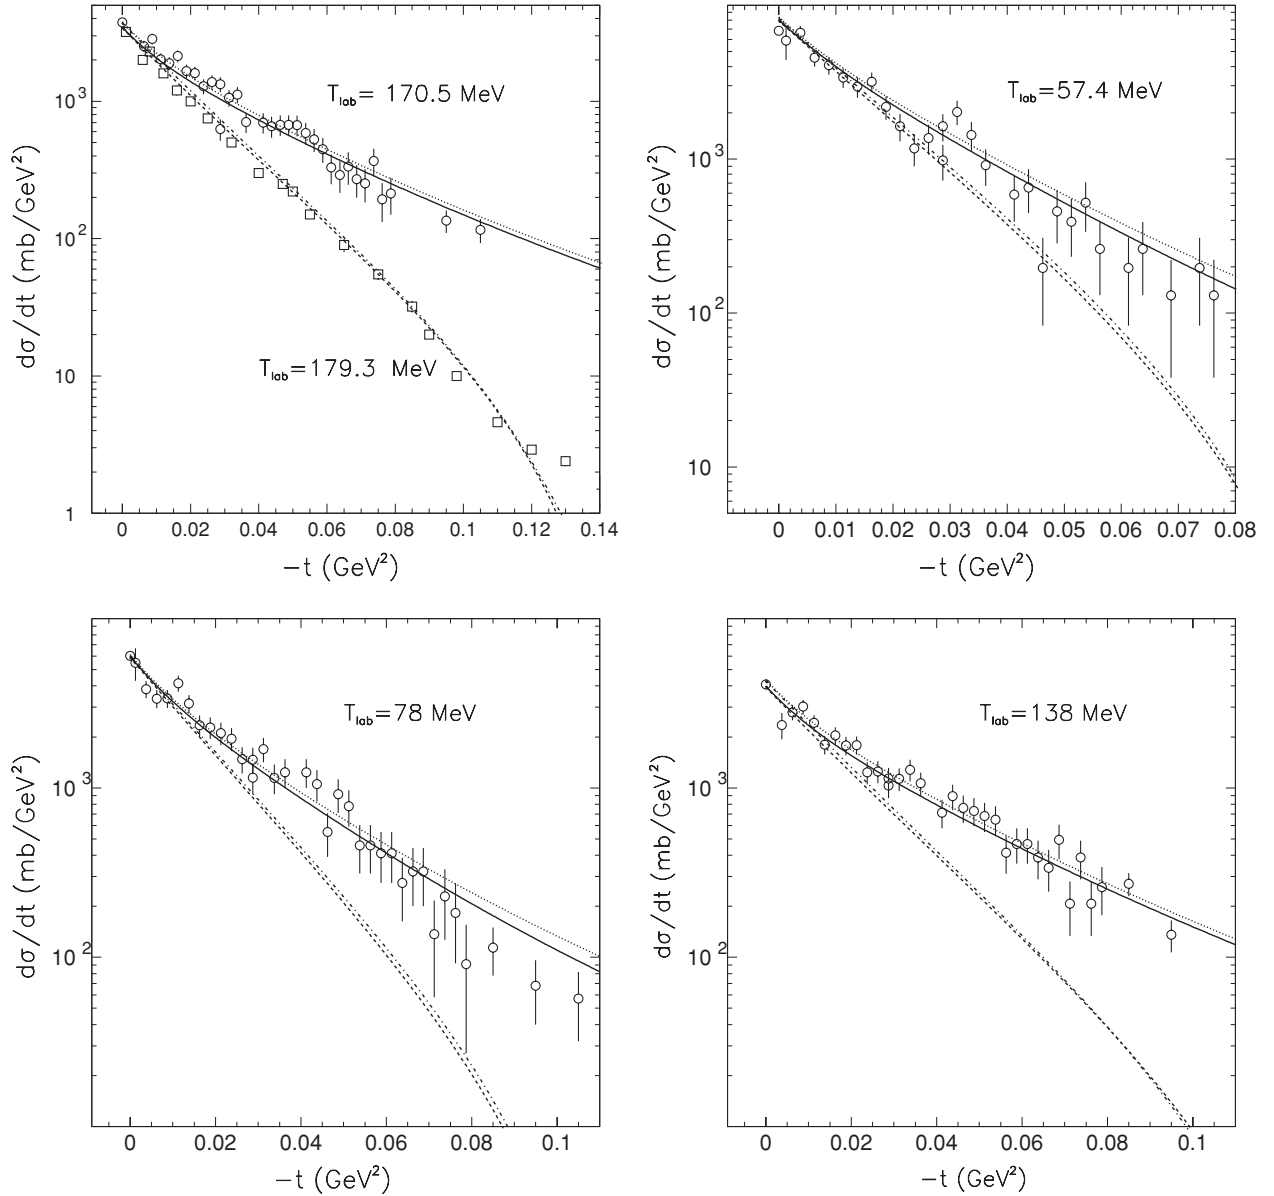 dσ/dt (mb/GeV²)
10³
10²
10
1
T_lab= 170.5 MeV
T_lab=179.3 MeV
0 0.02 0.04 0.06 0.08 0.1 0.12 0.14
−t (GeV²)
dσ/dt (mb/GeV²)
10³
10²
10
T_lab=57.4 MeV
0 0.01 0.02 0.03 0.04 0.05 0.06 0.07 0.08
−t (GeV²)
dσ/dt (mb/GeV²)
10³
10²
T_lab=78 MeV
0 0.02 0.04 0.06 0.08 0.1
−t (GeV²)
dσ/dt (mb/GeV²)
10³
10²
T_lab=138 MeV
0 0.02 0.04 0.06 0.08 0.1
−t (GeV²)